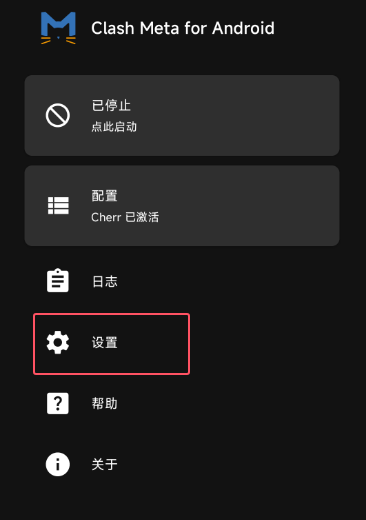 Clash Meta for Android
已停止
点此启动
配置
Cherr 已激活
日志
设置
帮助
关于